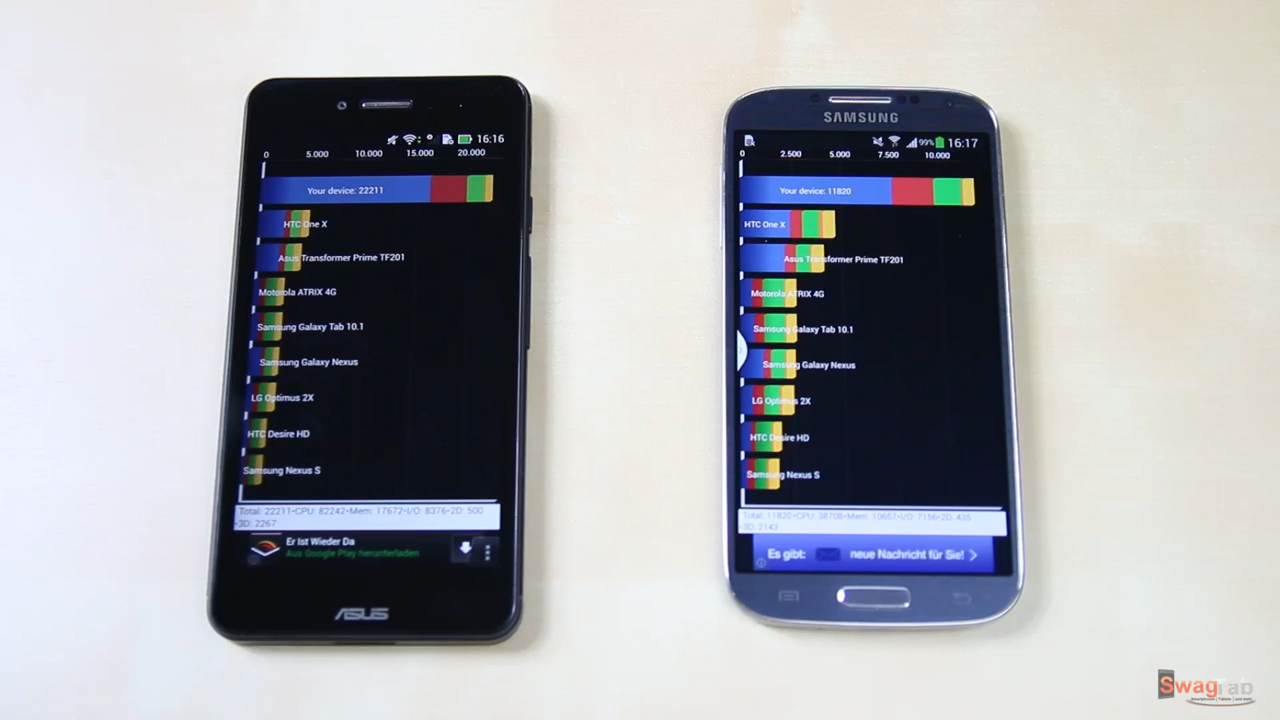 16:16
0 5.000 10.000 15.000 20.000
Your device: 22211
HTC One X
Asus Transformer Prime TF201
Motorola ATRIX 4G
Samsung Galaxy Tab 10.1
Samsung Galaxy Nexus
LG Optimus 2X
HTC Desire HD
Samsung Nexus S
Total: 22211•CPU: 82242•Mem: 17672•I/O: 8376•2D: 500
•3D: 2267
Er Ist Wieder Da
Aus Google Play herunterladen
ASUS
SAMSUNG
99% 16:17
0 2.500 5.000 7.500 10.000
Your device: 11820
HTC One X
Asus Transformer Prime TF201
Motorola ATRIX 4G
Samsung Galaxy Tab 10.1
Samsung Galaxy Nexus
LG Optimus 2X
HTC Desire HD
Samsung Nexus S
Total: 11820•CPU: 38708•Mem: 10657•I/O: 7156•2D: 435
•3D: 2143
Es gibt: neue Nachricht für Sie!
SwagTab
Smartphones | Tablets | und mehr